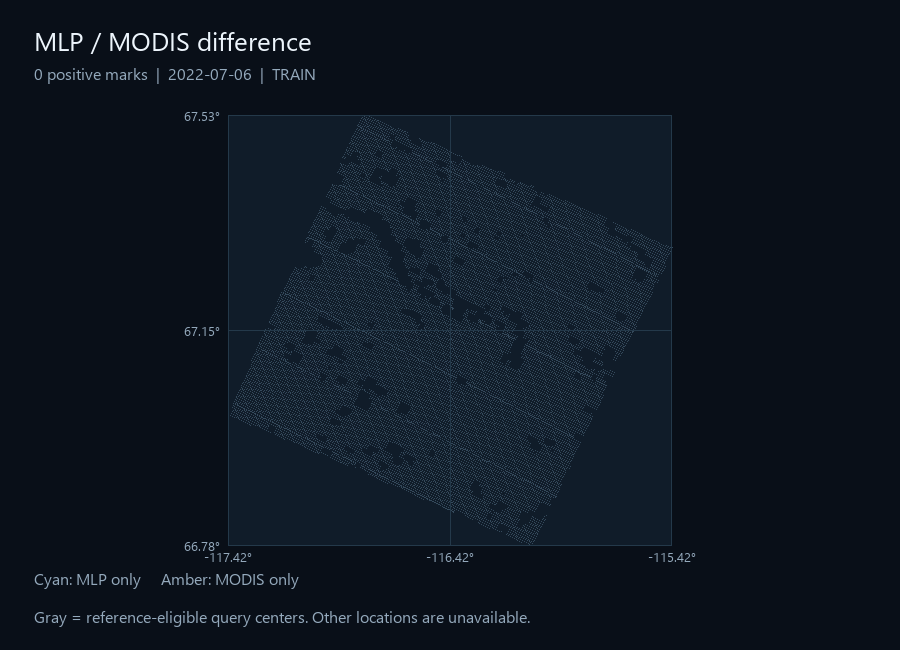 MLP / MODIS difference
0 positive marks  |  2022-07-06  |  TRAIN
67.53°
67.15°
66.78°
-117.42°
-116.42°
-115.42°
Cyan: MLP only
Amber: MODIS only
Gray = reference-eligible query centers. Other locations are unavailable.